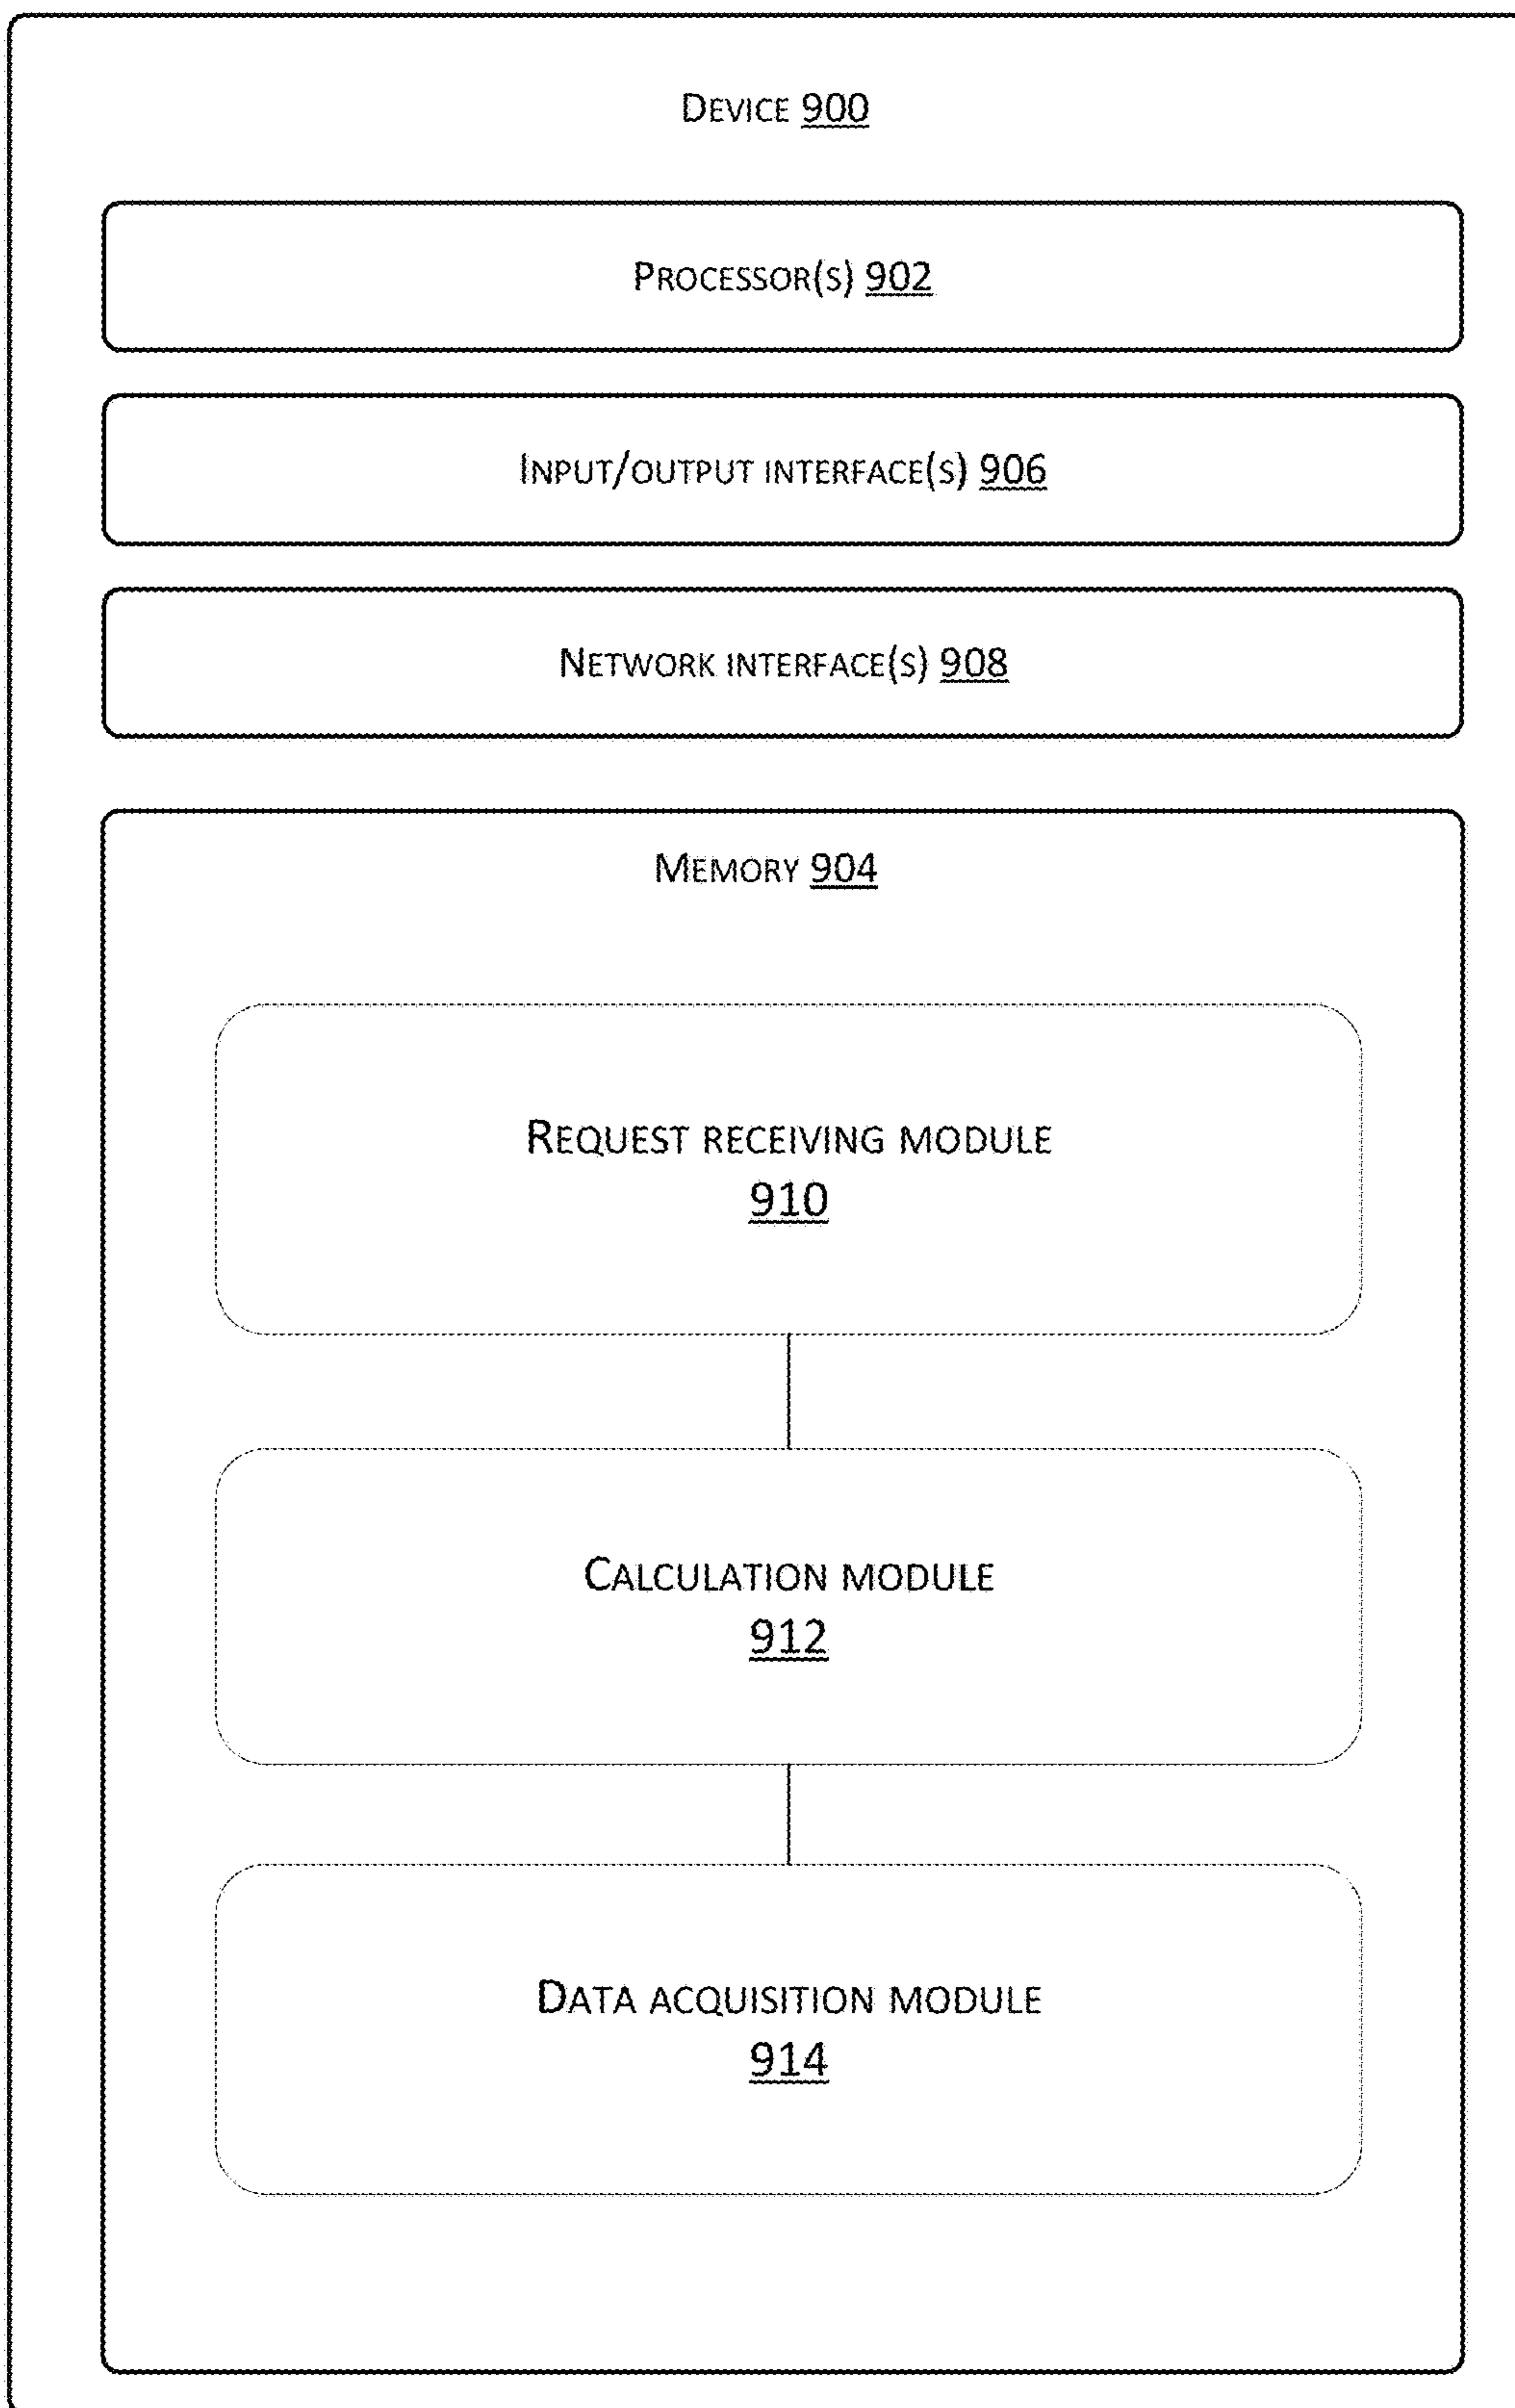 DEVICE 900
PROCESSOR(S) 902
INPUT/OUTPUT INTERFACE(S) 906
NETWORK INTERFACE(S) 908
MEMORY 904
REQUEST RECEIVING MODULE
910
CALCULATION MODULE
912
DATA ACQUISITION MODULE
914